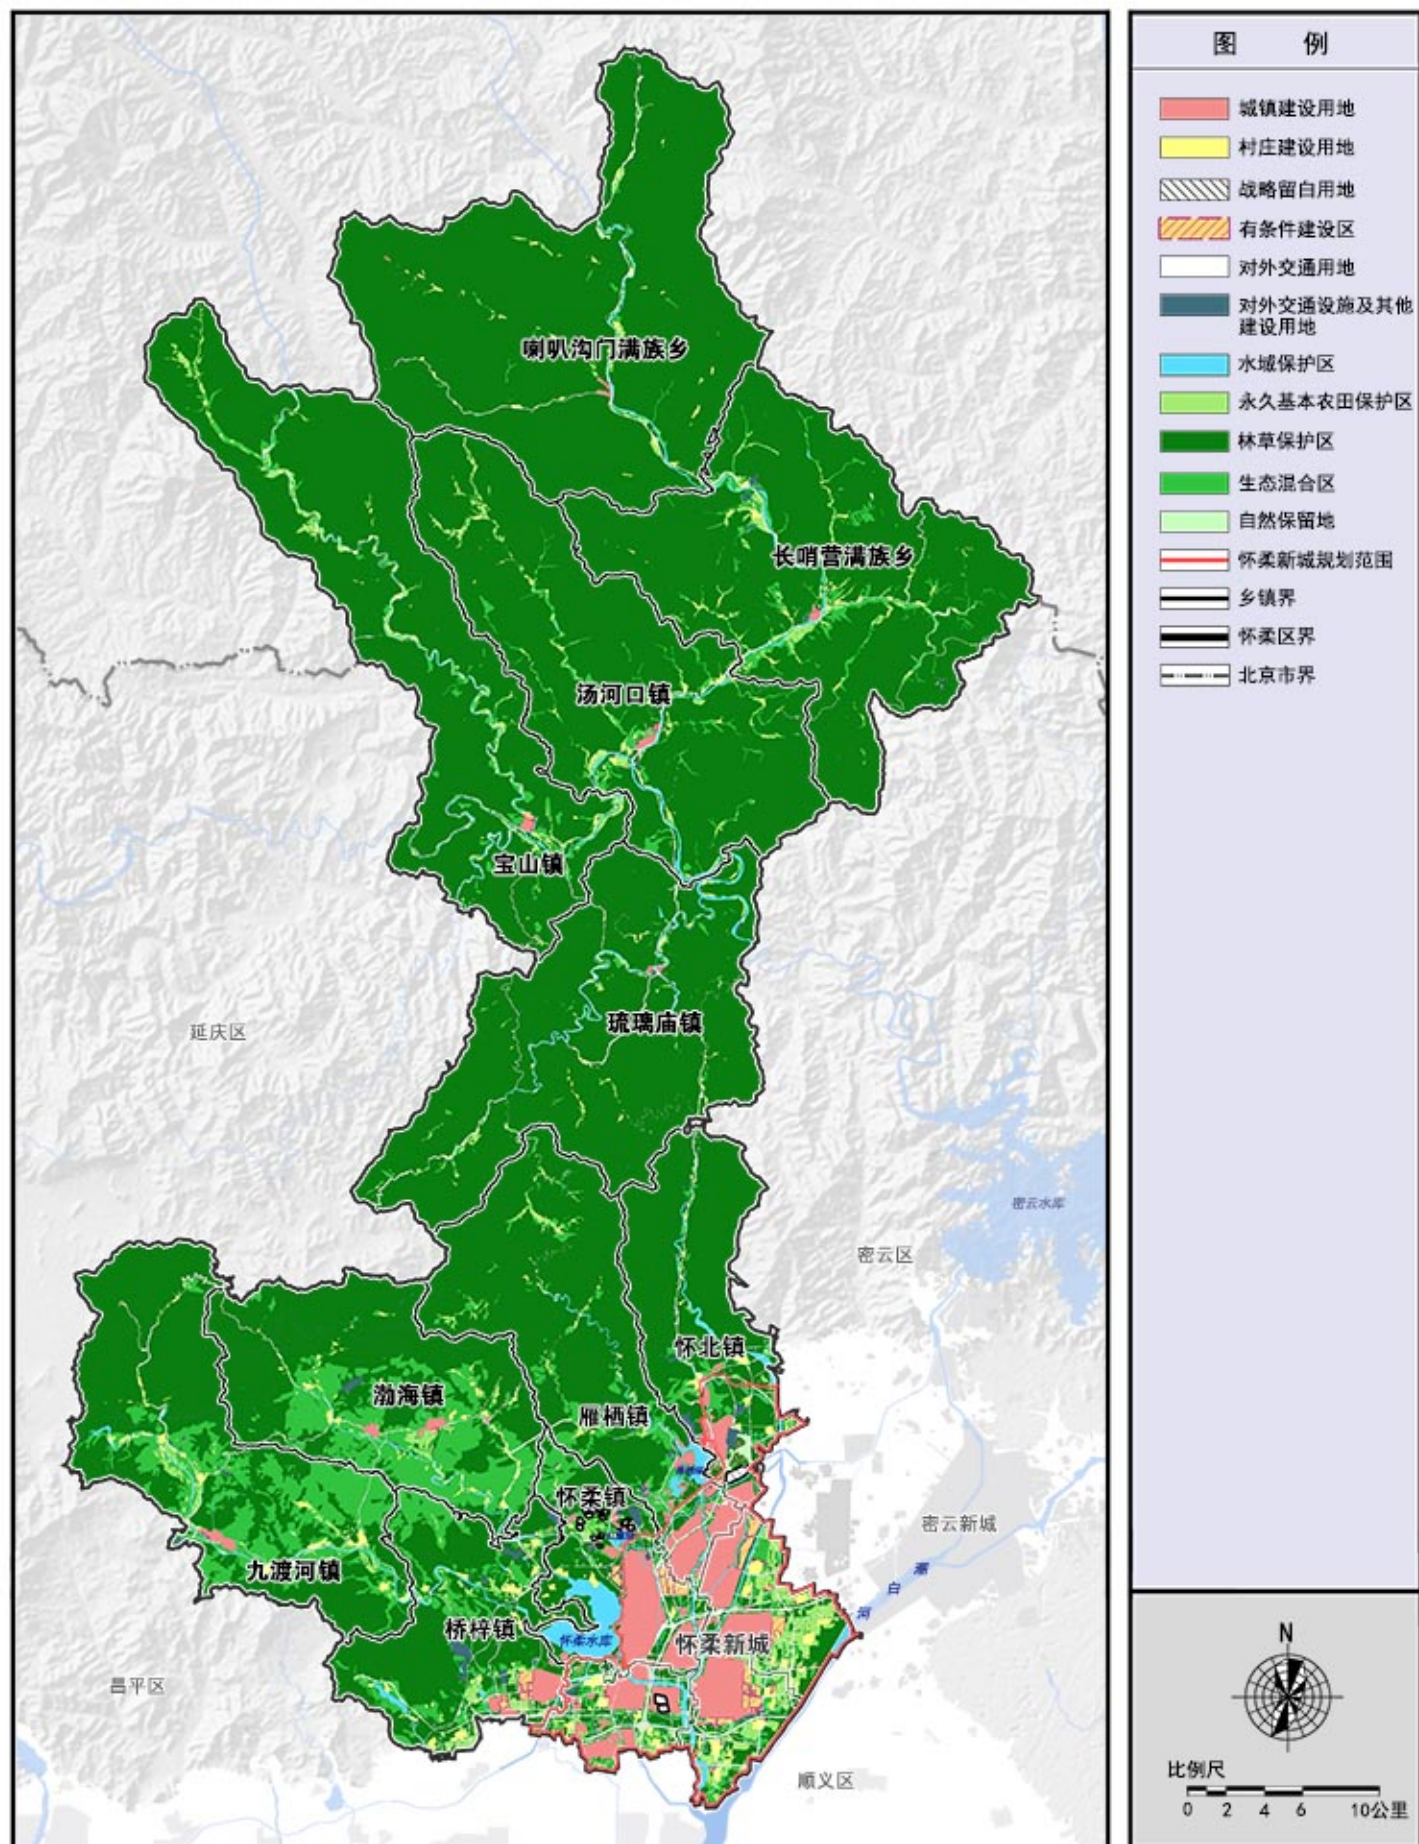 喇叭沟门满族乡
长哨营满族乡
汤河口镇
宝山镇
琉璃庙镇
延庆区
密云水库
密云区
怀北镇
渤海镇
雁栖镇
怀柔镇
密云新城
九渡河镇
潮
白
河
桥梓镇
怀柔水库
怀柔新城
昌平区
顺义区
图 例
城镇建设用地
村庄建设用地
战略留白用地
有条件建设区
对外交通用地
对外交通设施及其他
建设用地
水域保护区
永久基本农田保护区
林草保护区
生态混合区
自然保留地
怀柔新城规划范围
乡镇界
怀柔区界
北京市界
N
比例尺
0 2 4 6 10公里